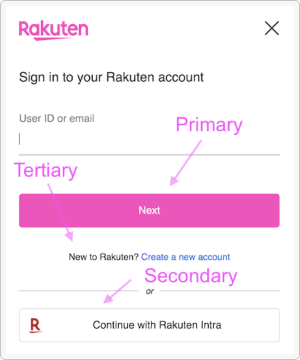 Rakuten
Sign in to your Rakuten account
User ID or email
Primary
Tertiary
Next
New to Rakuten? Create a new account
Secondary
or
R Continue with Rakuten Intra